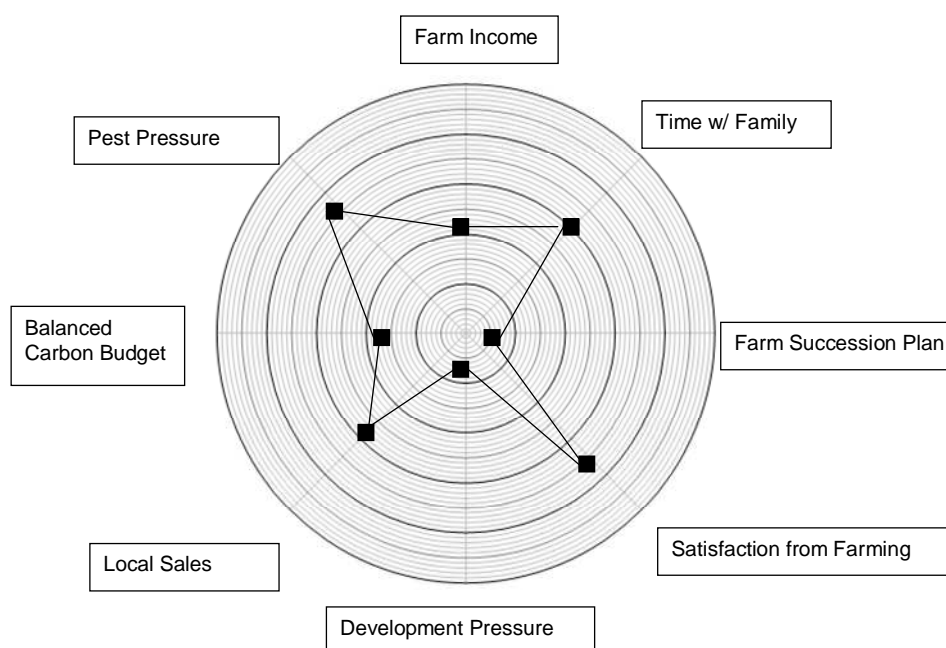 Farm Income
Time w/ Family
Pest Pressure
Balanced
Carbon Budget
Farm Succession Plan
Satisfaction from Farming
Local Sales
Development Pressure